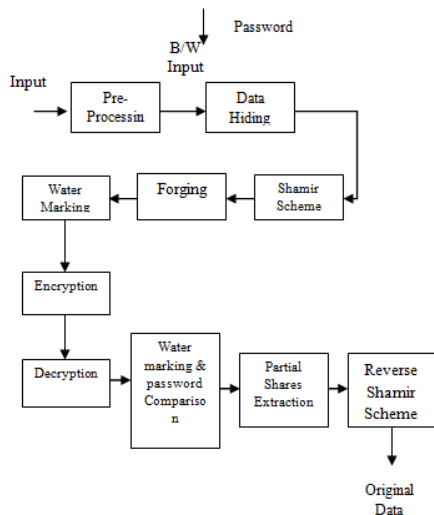 Password
B/W
Input
Input
Pre-
Processin
Data
Hiding
Water
Marking
Forging
Shamir
Scheme
Encryption
Decryption
Water
marking &
password
Compariso
n
Partial
Shares
Extraction
Reverse
Shamir
Scheme
Original
Data